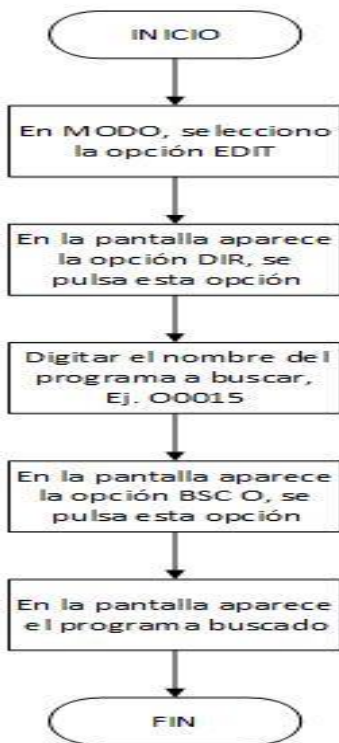 INICIO
En MODO, selecciono
la opción EDIT
En la pantalla aparece
la opción DIR, se
pulsa esta opción
Digitar el nombre del
programa a buscar,
Ej. O0015
En la pantalla aparece
la opción BSC O, se
pulsa esta opción
En la pantalla aparece
el programa buscado
FIN